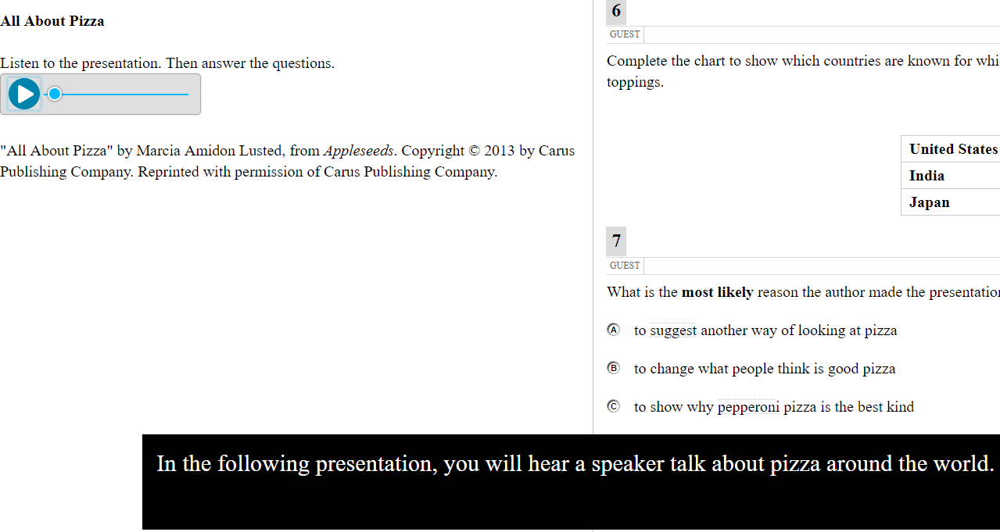 All About Pizza
Listen to the presentation. Then answer the questions.
"All About Pizza" by Marcia Amidon Lusted, from Appleseeds. Copyright © 2013 by Carus
Publishing Company. Reprinted with permission of Carus Publishing Company.
6
GUEST
Complete the chart to show which countries are known for
toppings.
United States
India
Japan
7
GUEST
What is the most likely reason the author made the
A to suggest another way of looking at pizza
B to change what people think is good pizza
C to show why pepperoni pizza is the best kind
In the following presentation, you will hear a speaker talk about pizza around the world.